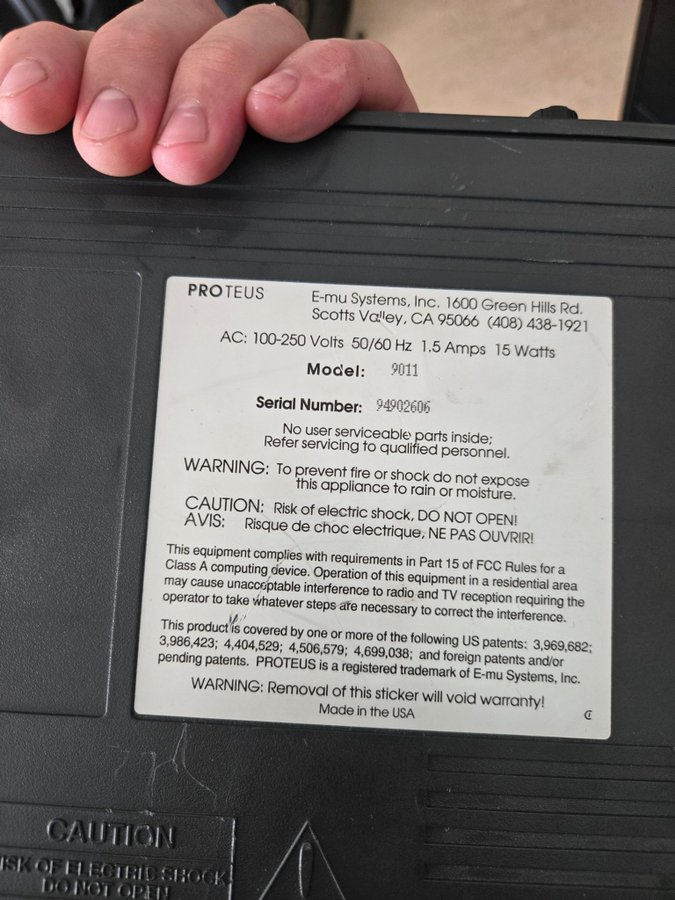 PROTEUS
E-mu Systems, Inc. 1600 Green Hills Rd.
Scotts Valley, CA 95066 (408) 438-1921
AC: 100-250 Volts 50/60 Hz 1.5 Amps 15 Watts
Model: 9011
Serial Number: 94902606
No user serviceable parts inside;
Refer servicing to qualified personnel.
WARNING: To prevent fire or shock do not expose
this appliance to rain or moisture.
CAUTION: Risk of electric shock, DO NOT OPEN!
AVIS: Risque de choc electrique, NE PAS OUVRIR!
This equipment complies with requirements in Part 15 of FCC Rules for a
Class A computing device. Operation of this equipment in a residential area
may cause unacceptable interference to radio and TV reception requiring the
operator to take whatever steps are necessary to correct the interference.
This product is covered by one or more of the following US patents: 3,969,682;
3,986,423; 4,404,529; 4,506,579; 4,699,038; and foreign patents and/or
pending patents. PROTEUS is a registered trademark of E-mu Systems, Inc.
WARNING: Removal of this sticker will void warranty!
Made in the USA
CAUTION
ISK OF ELECTRIC SHOCK
DO NOT OPEN